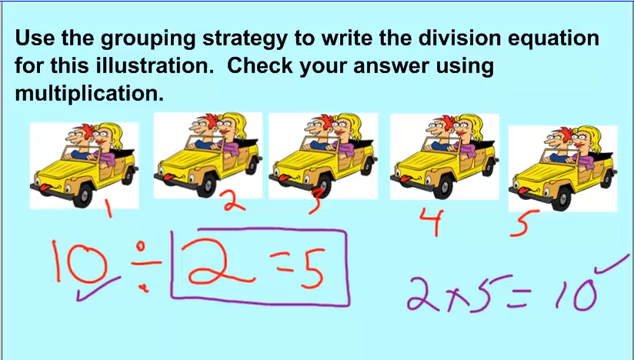 Use the grouping strategy to write the division equation
for this illustration.  Check your answer using
multiplication.
1 2 3 4 5
10 ÷ 2 = 5
2 x 5 = 10